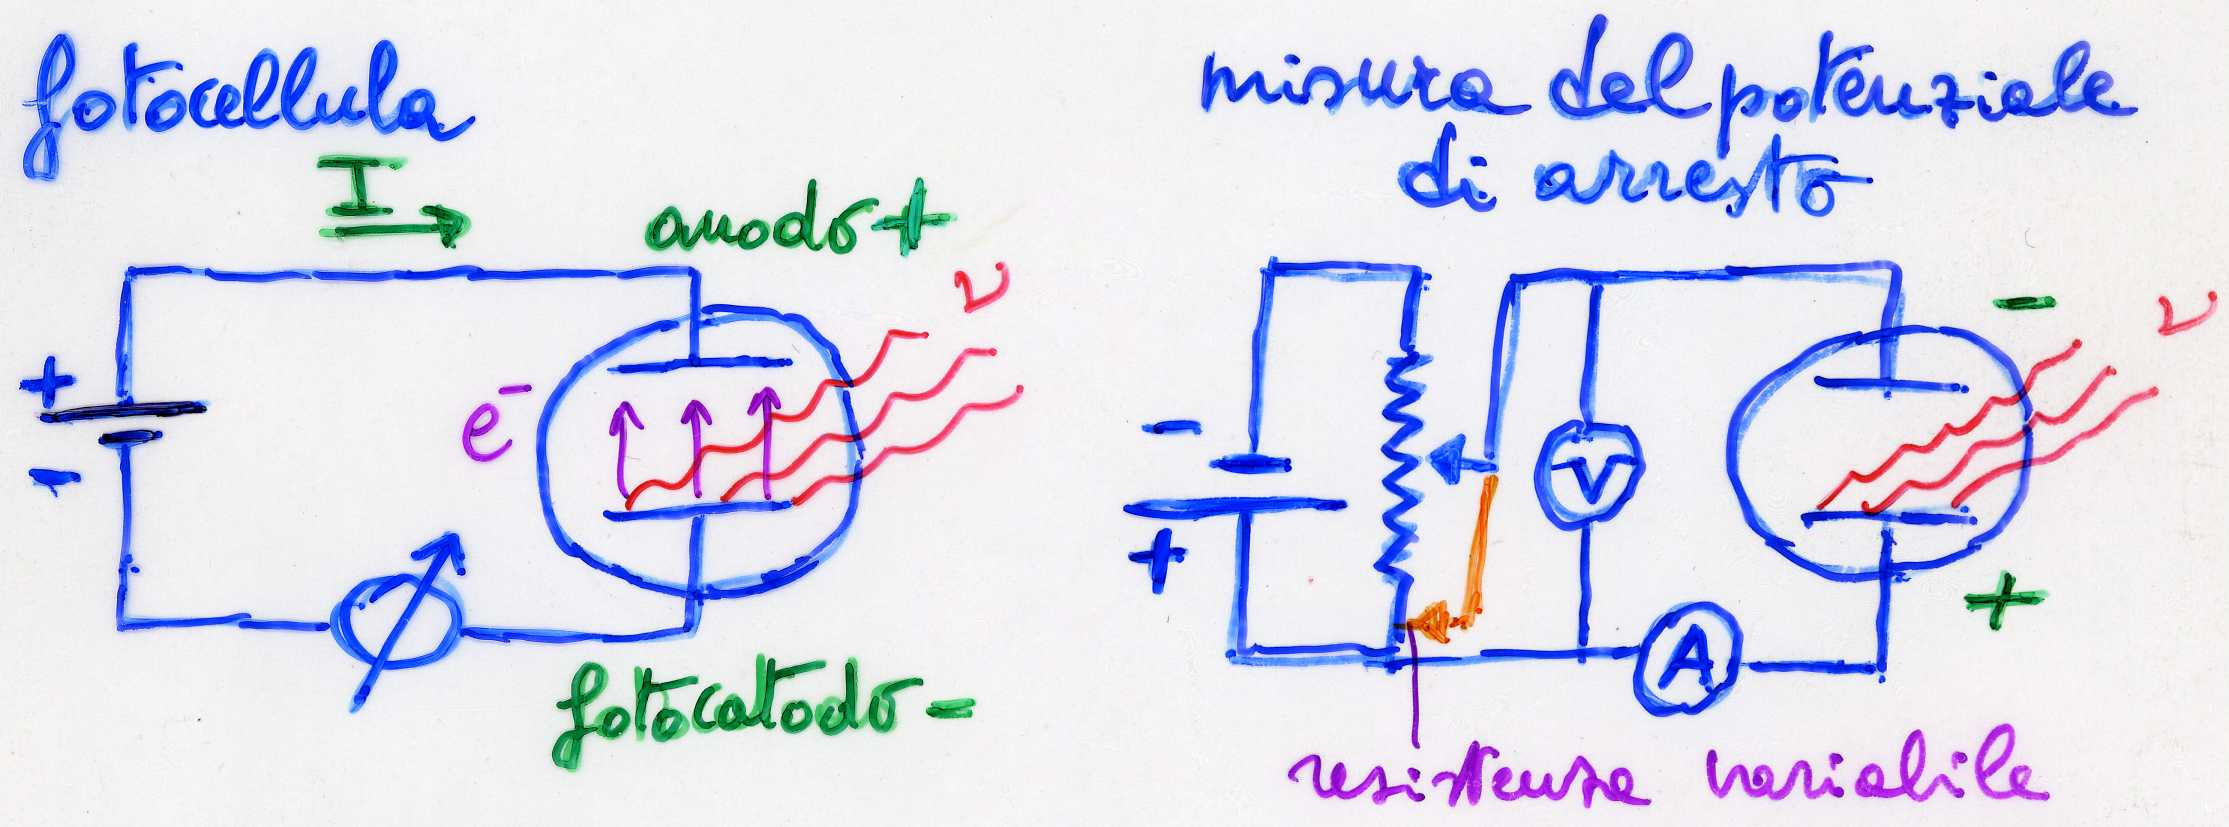 fotocellula
misura del potenziale
di arresto
I
anodo +
ν
-
ν
+
e⁻
-
-
V
+
+
A
fotocatodo -
resistenza variabile